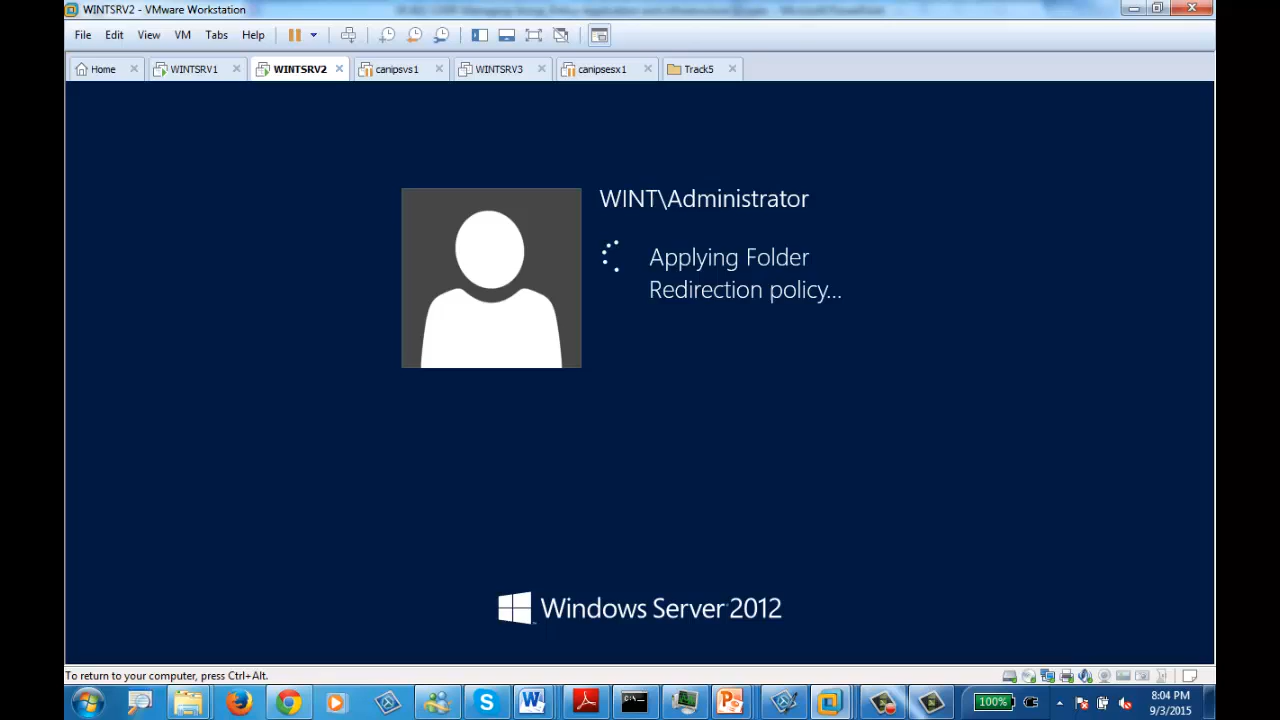 WINTSRV2 - VMware Workstation
File Edit View VM Tabs Help
Home WINTSRV1 WINTSRV2 canipsvs1 WINTSRV3 canipsesx1 Track5
WINT\Administrator
Applying Folder
Redirection policy...
Windows Server 2012
To return to your computer, press Ctrl+Alt.
100%
8:04 PM
9/3/2015